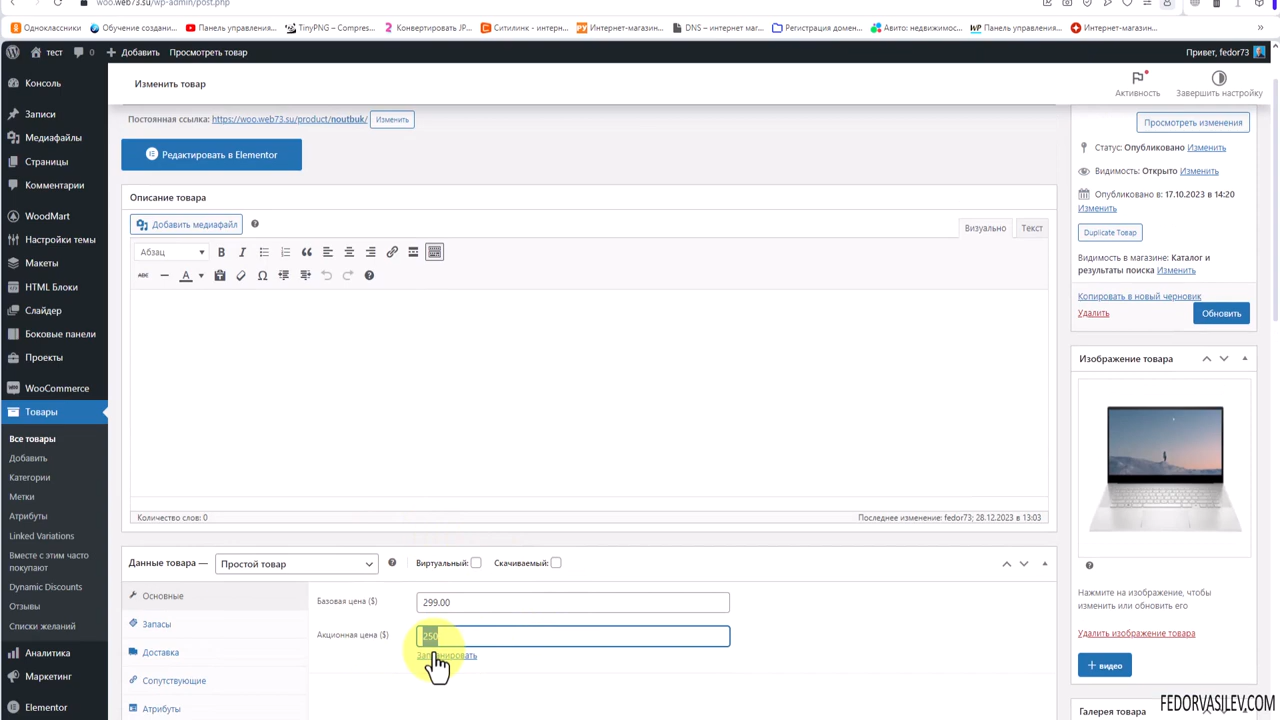 woo.web73.su/wp-admin/post.php
Одноклассники
Обучение создани...
Панель управления...
TinyPNG – Compres...
Конвертировать JP...
Ситилинк - интерн...
Интернет-магазин...
DNS – интернет маг...
Регистрация домен...
Авито: недвижимос...
Панель управления...
Интернет-магазин...
тест
0
Добавить
Просмотреть товар
Привет, fedor73
Изменить товар
Активность
Завершить настройку
Консоль
Записи
Медиафайлы
Страницы
Комментарии
WoodMart
Настройки темы
Макеты
HTML Блоки
Слайдер
Боковые панели
Проекты
WooCommerce
Товары
Все товары
Добавить
Категории
Метки
Атрибуты
Linked Variations
Вместе с этим часто
покупают
Dynamic Discounts
Отзывы
Списки желаний
Аналитика
Маркетинг
Elementor
Постоянная ссылка: https://woo.web73.su/product/noutbuk/ Изменить
Редактировать в Elementor
Описание товара
Добавить медиафайл
Визуально
Текст
Абзац
Количество слов: 0
Последнее изменение: fedor73; 28.12.2023 в 13:03
Данные товара —
Простой товар
Виртуальный:
Скачиваемый:
Основные
Запасы
Доставка
Сопутствующие
Атрибуты
Базовая цена ($)
299.00
Акционная цена ($)
250
Запланировать
Просмотреть изменения
Статус: Опубликовано Изменить
Видимость: Открыто Изменить
Опубликовано в: 17.10.2023 в 14:20
Изменить
Duplicate Товар
Видимость в магазине: Каталог и
результаты поиска Изменить
Копировать в новый черновик
Удалить
Обновить
Изображение товара
Нажмите на изображение, чтобы
изменить или обновить его
Удалить изображение товара
+ видео
Галерея товара
FEDORVASILEV.COM